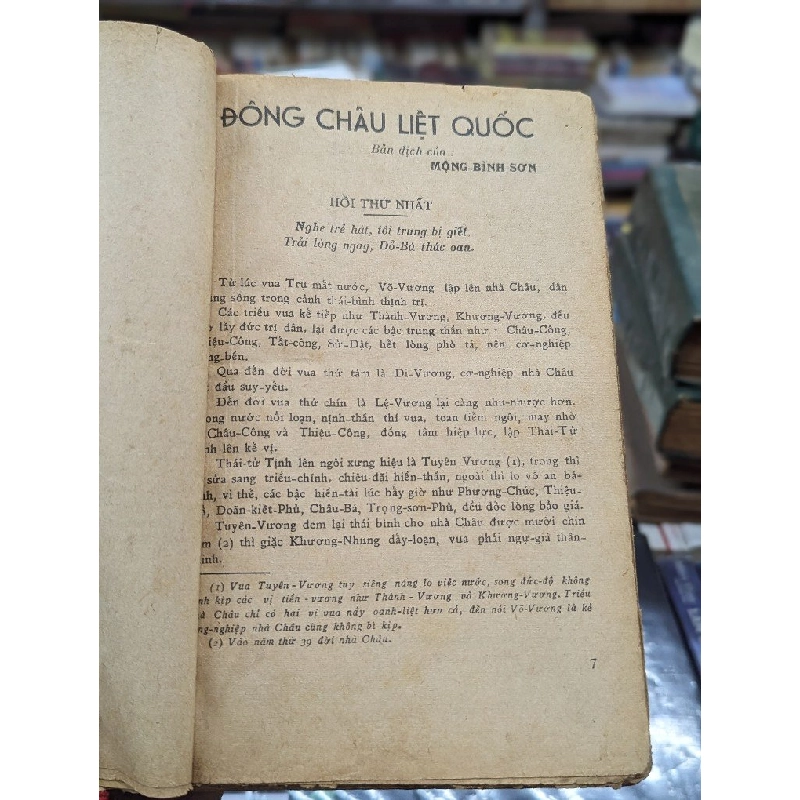 ĐÔNG CHÂU LIỆT QUỐC
Bản dịch của
MỘNG BÌNH SƠN
HỒI THỨ NHẤT
Nghe trẻ hát, tôi trung bị giết.
Trải lòng ngay, Đỗ-Bá thác oan.
Từ lúc vua Trụ mất nước, Võ-Vương lập lên nhà Châu, dân
sống trong cảnh thái-bình thịnh trị.
Các triều vua kế tiếp như Thành-Vương, Khương-Vương, đều
lấy đức trị dân, lại được các bậc trung thần như Châu-Công,
Tất-công, Sử-Dật, hết lòng phò tá, nên cơ-nghiệp
bền.
Qua đến đời vua thứ tám là Di-Vương, cơ-nghiệp nhà Châu
đầu suy-yếu.
Đến đời vua thứ chín là Lệ-Vương lại càng nhu-nhược hơn,
nước nổi loạn, nịnh-thần thí vua, toan tiếm ngôi, may nhờ
Châu-Công và Thiệu-Công, đồng tâm hiệp lực, lập Thái-Tử
lên kế vị.
Thái-tử Tịnh lên ngôi xưng hiệu là Tuyên Vương (1), trong thì
sửa sang triều-chính, chiêu-đãi hiền-thần, ngoài thì lo vỗ an bá-
vì thế, các bậc hiền-tài lúc bấy giờ như Phương-Chúc, Thiệu-
Doãn-kiết-Phủ, Châu-Bá, Trọng-sơn-Phủ, đều dốc lòng bảo giá.
Tuyên-Vương đem lại thái bình cho nhà Châu được mười chín
(2) thì giặc Khương-Nhung dấy-loạn, vua phải ngự-giá thân-
chinh.
(1) Vua Tuyên-Vương tuy siêng năng lo việc nước, song đức-độ không
kịp các vị tiên-vương như Thành-Vương và Khương-Vương. Triều
Châu chỉ có hai vì vua này oanh-liệt hơn cả, đến nỗi Võ-Vương là kẻ
nghiệp nhà Châu cũng không bì kịp.
(2) Vào năm thứ 39 đời nhà Châu.
7